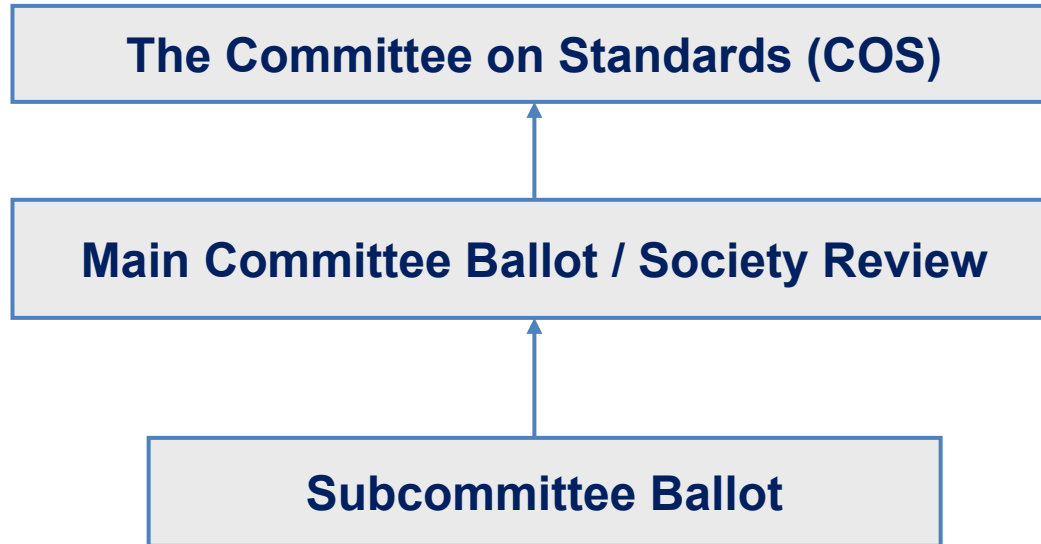 The Committee on Standards (COS)
Main Committee Ballot / Society Review
Subcommittee Ballot